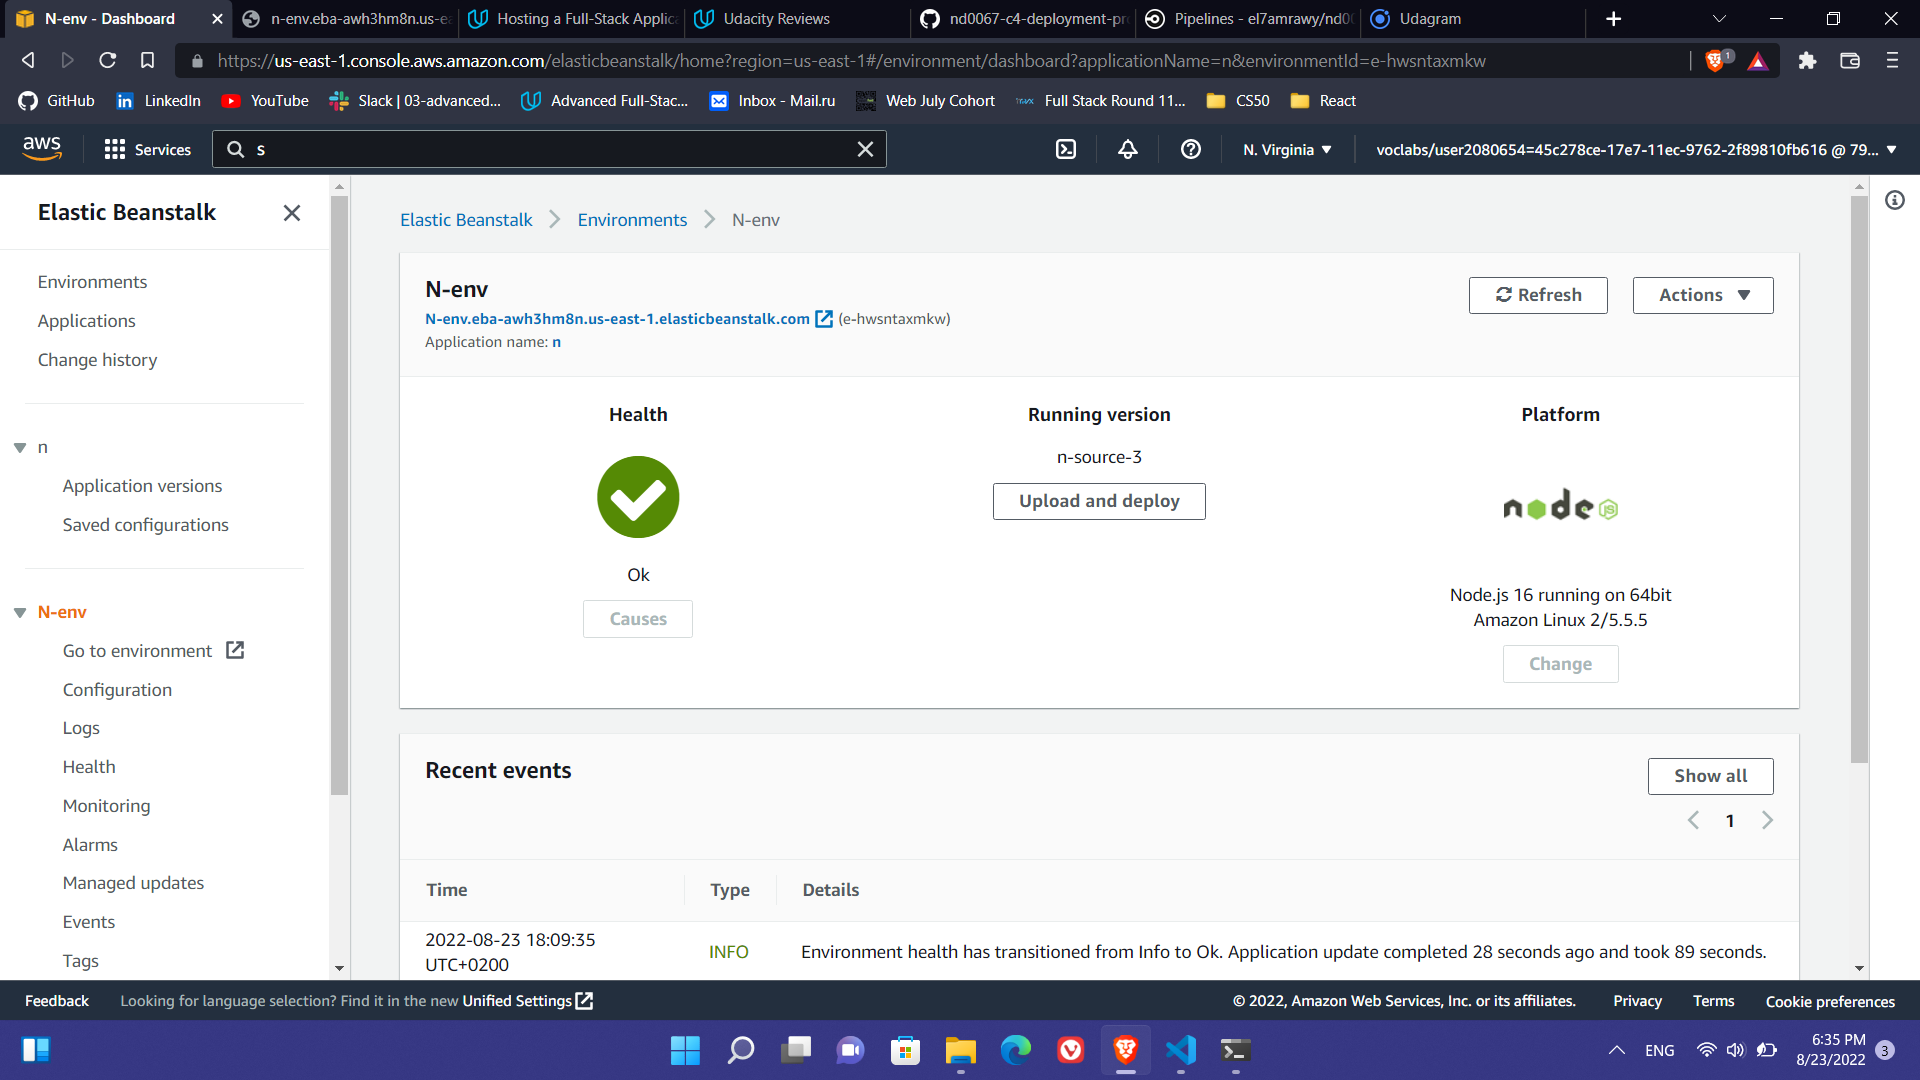 N-env - Dashboard
n-env.eba-awh3hm8n.us-ea
Hosting a Full-Stack Applica
Udacity Reviews
nd0067-c4-deployment-pro
Pipelines - el7amrawy/nd00
Udagram
https://us-east-1.console.aws.amazon.com/elasticbeanstalk/home?region=us-east-1#/environment/dashboard?applicationName=n&environmentId=e-hwsntaxmkw
1
GitHub
LinkedIn
YouTube
Slack | 03-advanced...
Advanced Full-Stac...
Inbox - Mail.ru
Web July Cohort
Full Stack Round 11...
CS50
React
aws
Services
s
N. Virginia
voclabs/user2080654=45c278ce-17e7-11ec-9762-2f89810fb616 @ 79...
Elastic Beanstalk
Environments
Applications
Change history
n
Application versions
Saved configurations
N-env
Go to environment
Configuration
Logs
Health
Monitoring
Alarms
Managed updates
Events
Tags
Elastic Beanstalk
Environments
N-env
N-env
N-env.eba-awh3hm8n.us-east-1.elasticbeanstalk.com (e-hwsntaxmkw)
Application name: n
Refresh
Actions
Health
Ok
Causes
Running version
n-source-3
Upload and deploy
Platform
node
JS
Node.js 16 running on 64bit
Amazon Linux 2/5.5.5
Change
Recent events
Show all
1
Time
Type
Details
2022-08-23 18:09:35
UTC+0200
INFO
Environment health has transitioned from Info to Ok. Application update completed 28 seconds ago and took 89 seconds.
Feedback
Looking for language selection? Find it in the new Unified Settings
© 2022, Amazon Web Services, Inc. or its affiliates.
Privacy
Terms
Cookie preferences
ENG
6:35 PM
8/23/2022
3